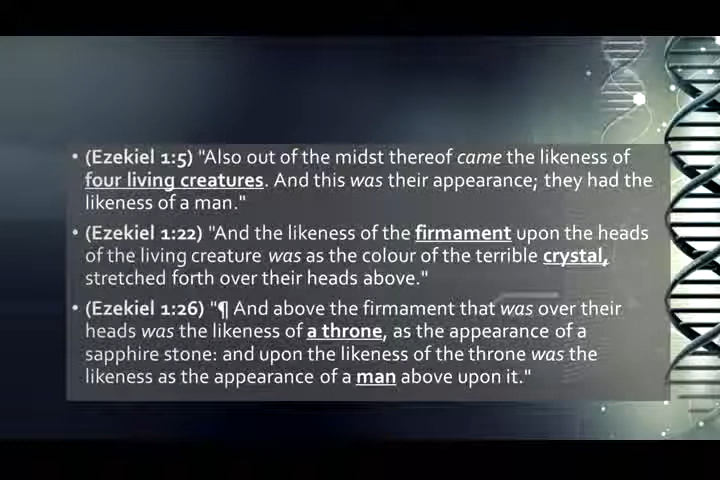 • (Ezekiel 1:5) "Also out of the midst thereof came the likeness of
four living creatures. And this was their appearance; they had the
likeness of a man."
• (Ezekiel 1:22) "And the likeness of the firmament upon the heads
of the living creature was as the colour of the terrible crystal,
stretched forth over their heads above."
• (Ezekiel 1:26) "¶ And above the firmament that was over their
heads was the likeness of a throne, as the appearance of a
sapphire stone: and upon the likeness of the throne was the
likeness as the appearance of a man above upon it."